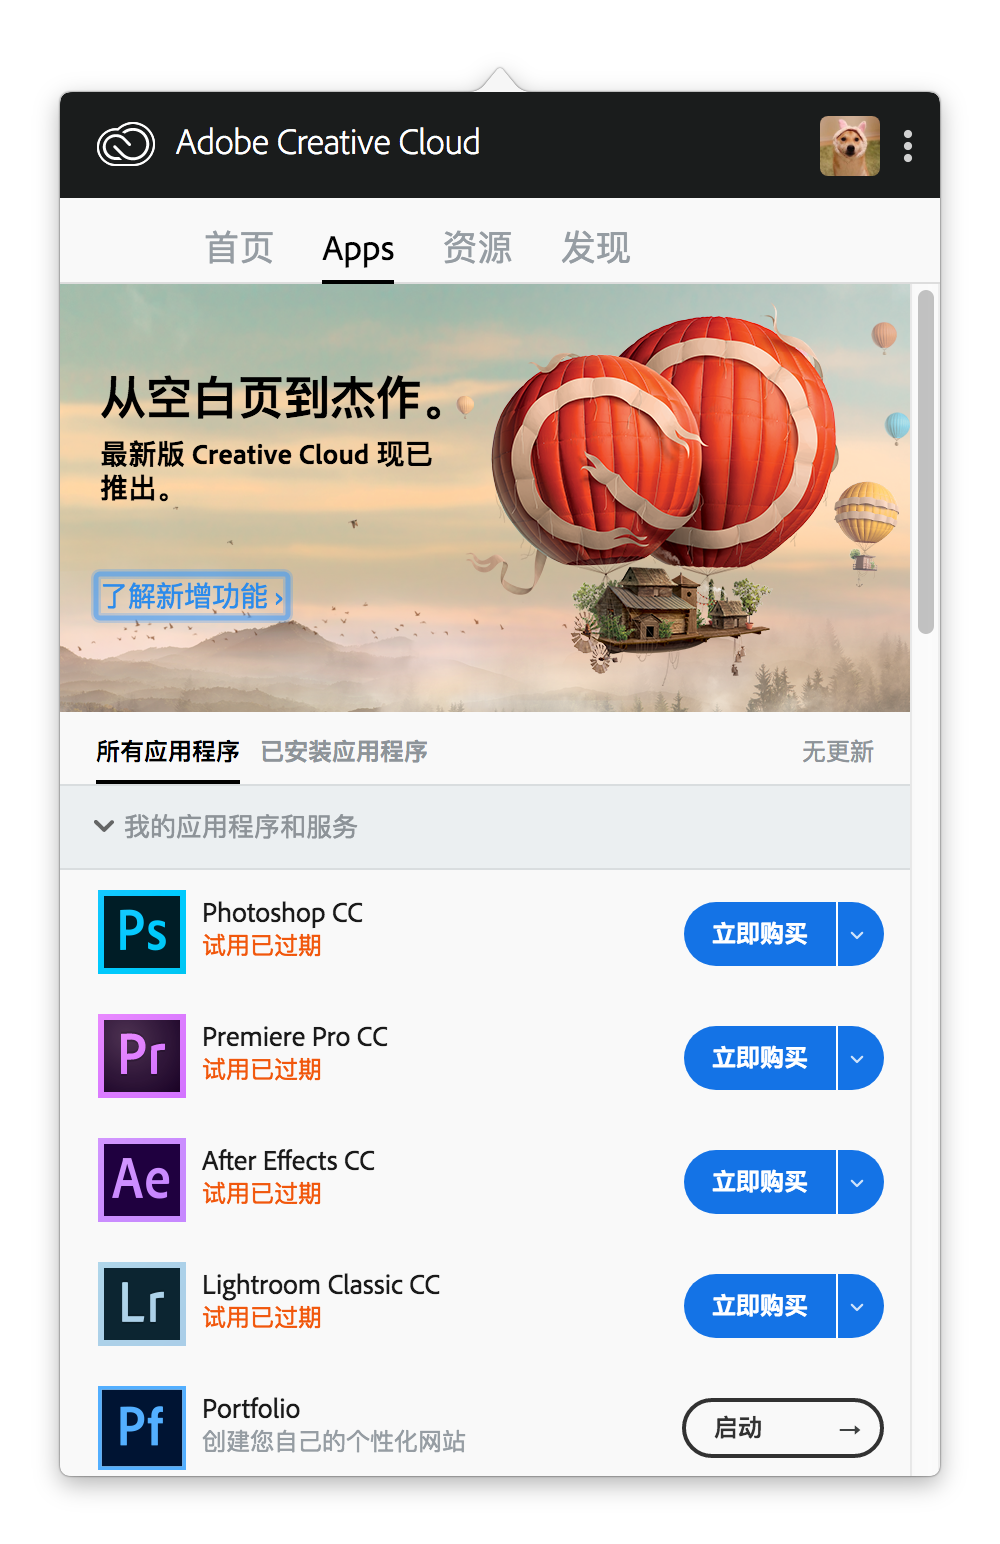 Adobe Creative Cloud
首页 Apps 资源 发现
从空白页到杰作。
最新版 Creative Cloud 现已
推出。
了解新增功能 ›
所有应用程序 已安装应用程序 无更新
我的应用程序和服务
Ps
Photoshop CC
试用已过期
立即购买
Pr
Premiere Pro CC
试用已过期
立即购买
Ae
After Effects CC
试用已过期
立即购买
Lr
Lightroom Classic CC
试用已过期
立即购买
Pf
Portfolio
创建您自己的个性化网站
启动 →